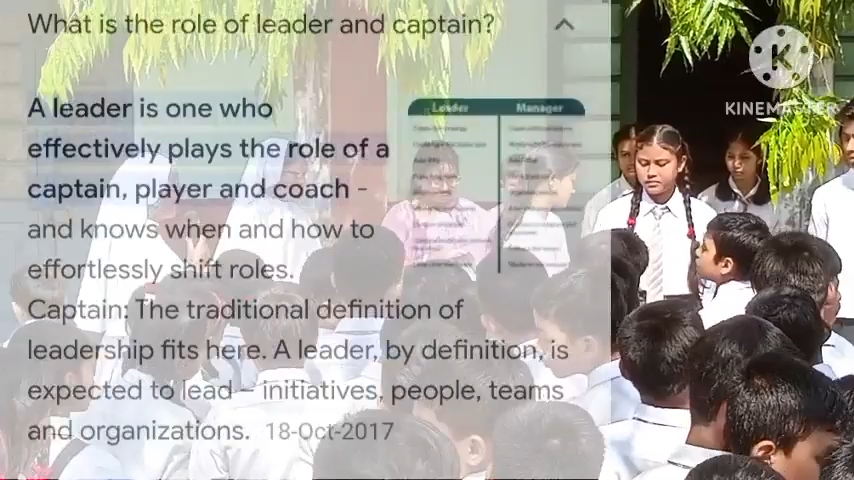 What is the role of leader and captain?
A leader is one who
effectively plays the role of a
captain, player and coach -
and knows when and how to
effortlessly shift roles.
Captain: The traditional definition of
leadership fits here. A leader, by definition, is
expected to lead – initiatives, people, teams
and organizations. 18-Oct-2017
Leader Manager
K
KINEMASTER